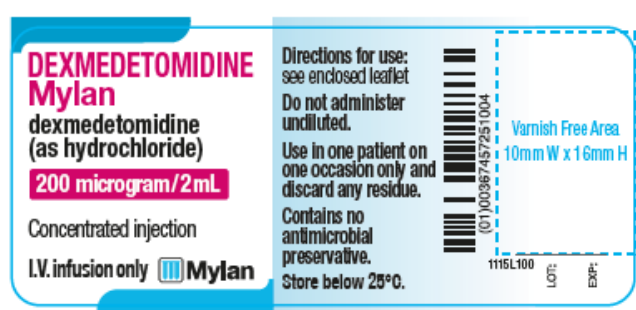 DEXMEDETOMIDINE
Mylan
dexmedetomidine
(as hydrochloride)
200 microgram/2mL
Concentrated injection
I.V. infusion only Mylan
Directions for use:
see enclosed leaflet
Do not administer
undiluted.
Use in one patient on
one occasion only and
discard any residue.
Contains no
antimicrobial
preservative.
Store below 25°C.
(01)00367457251004
Varnish Free Area
10mm W x 16mm H
1115L100
LOT:
EXP: